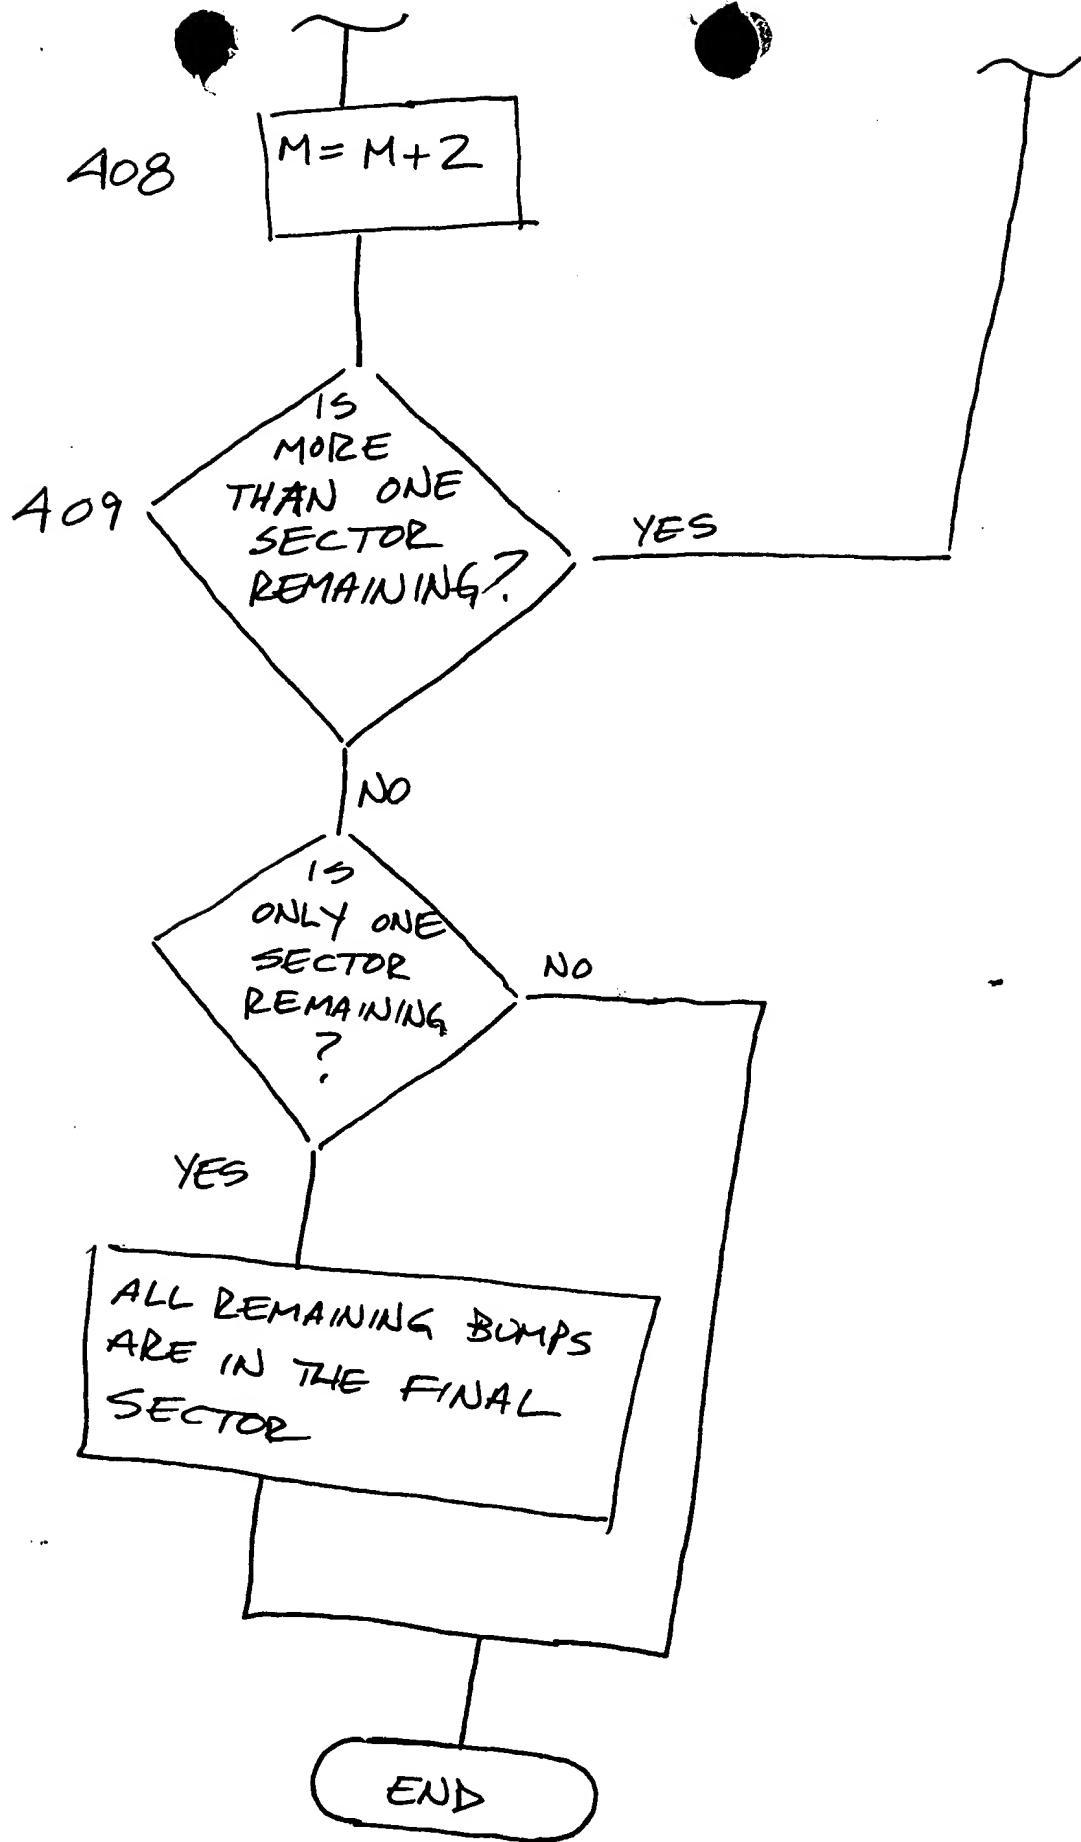 408
M = M + 2
409
IS
MORE
THAN ONE
SECTOR
REMAINING?
YES
NO
IS
ONLY ONE
SECTOR
REMAINING
?
NO
YES
ALL REMAINING BUMPS
ARE IN THE FINAL
SECTOR
END